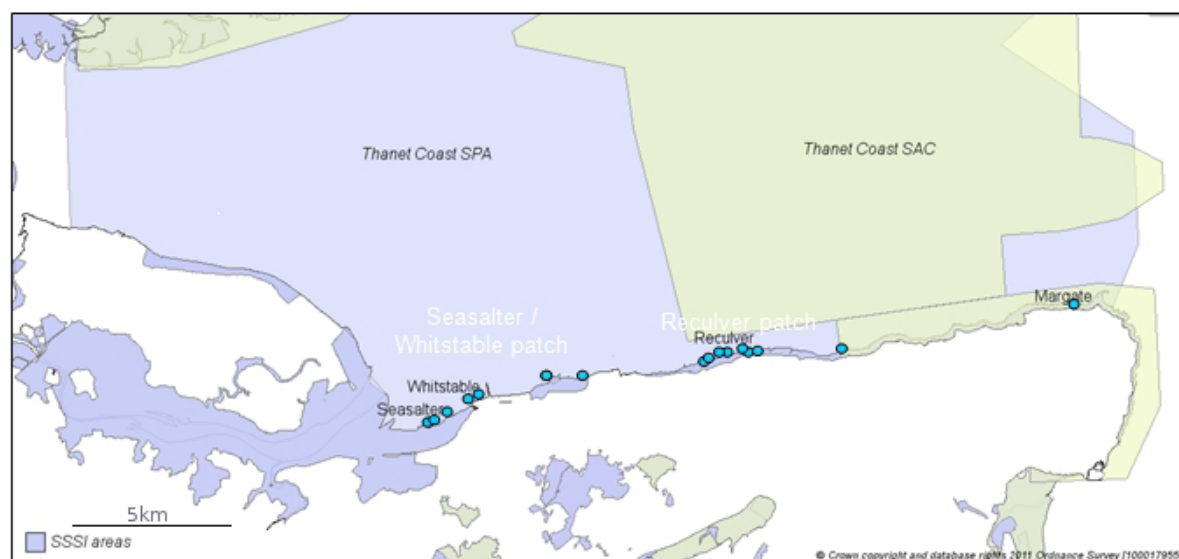 Thanet Coast SPA
Thanet Coast SAC
Margate
Seasalter /
Whitstable patch
Reculver patch
Reculver
Whitstable
Seasalter
5km
SSSI areas
© Crown copyright and database rights 2011 Ordnance Survey [100017955